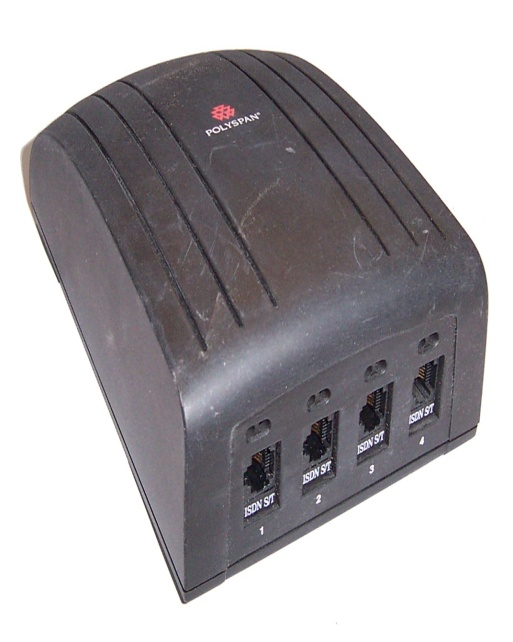 POLYSPAN®
ISDN S/T
ISDN S/T
ISDN S/T
ISDN S/T
1
2
3
4